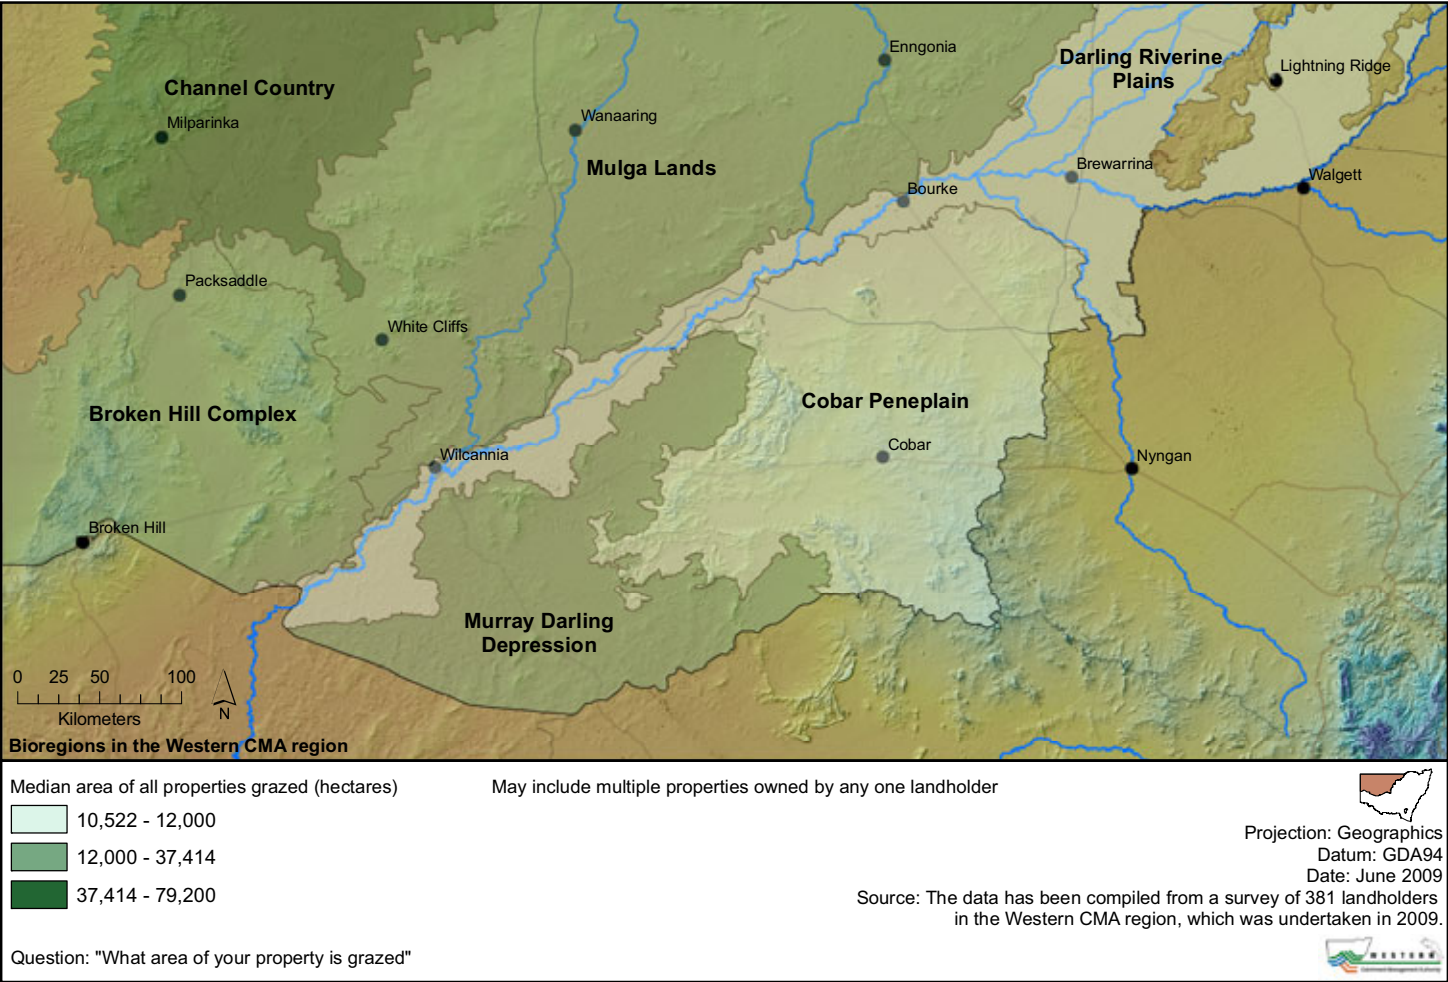 Enngonia
Darling Riverine
Plains
Lightning Ridge
Channel Country
Milparinka
Wanaaring
Mulga Lands
Brewarrina
Walgett
Bourke
Packsaddle
White Cliffs
Broken Hill Complex
Cobar Peneplain
Cobar
Wilcannia
Nyngan
Broken Hill
Murray Darling
Depression
0 25 50 100
Kilometers
N
Bioregions in the Western CMA region
Median area of all properties grazed (hectares)
May include multiple properties owned by any one landholder
10,522 - 12,000
12,000 - 37,414
37,414 - 79,200
Projection: Geographics
Datum: GDA94
Date: June 2009
Source: The data has been compiled from a survey of 381 landholders
in the Western CMA region, which was undertaken in 2009.
Question: "What area of your property is grazed"
WESTERN
Catchment Management Authority